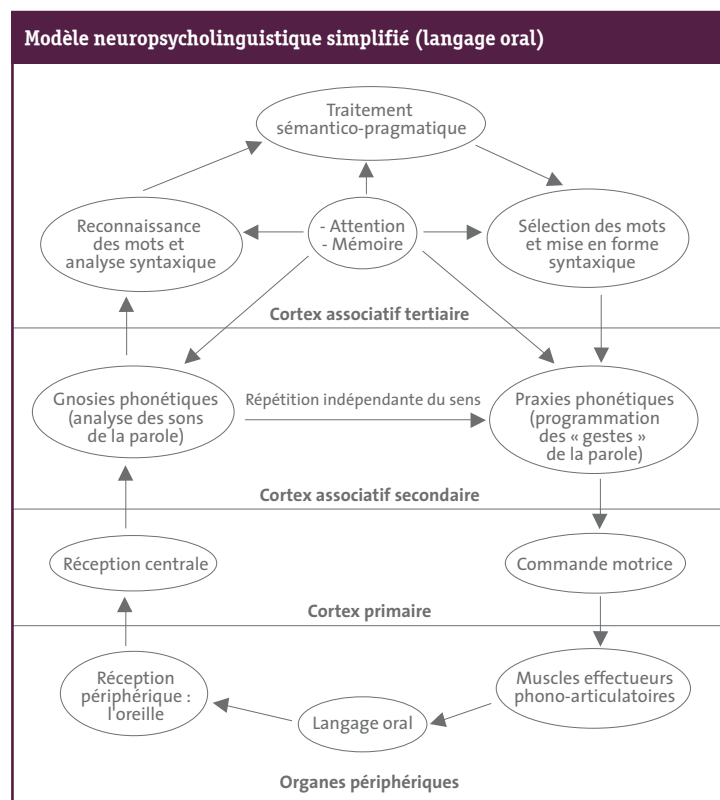 Modèle neuropsycholinguistique simplifié (langage oral)
Traitement
sémantico-pragmatique
Reconnaissance
des mots et
analyse syntaxique
- Attention
- Mémoire
Sélection des mots
et mise en forme
syntaxique
Cortex associatif tertiaire
Gnosies phonétiques
(analyse des sons
de la parole)
Répétition indépendante du sens
Praxies phonétiques
(programmation
des « gestes »
de la parole)
Cortex associatif secondaire
Réception centrale
Commande motrice
Cortex primaire
Réception
périphérique :
l'oreille
Langage oral
Muscles effectueurs
phono-articulatoires
Organes périphériques